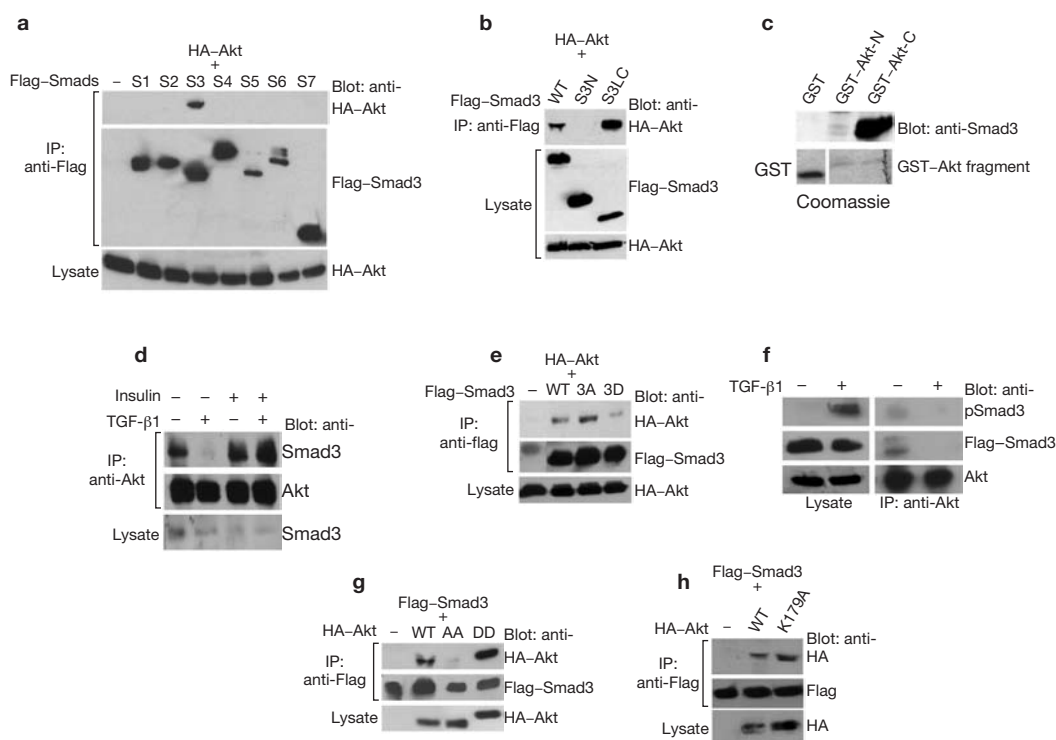 a
HA–Akt
+
Flag–Smads – S1 S2 S3 S4 S5 S6 S7 Blot: anti-
HA–Akt
IP:
anti-Flag
Flag–Smad3
Lysate HA–Akt
b
HA–Akt
+
Flag–Smad3 WT S3N S3LC Blot: anti-
IP: anti-Flag HA–Akt
Lysate Flag–Smad3
HA–Akt
c
GST GST–Akt-N GST–Akt-C
Blot: anti-Smad3
GST GST–Akt fragment
Coomassie
d
Insulin – – + +
TGF-β1 – + – + Blot: anti-
IP:
anti-Akt
Smad3
Akt
Lysate Smad3
e
HA–Akt
+
Flag–Smad3 – WT 3A 3D Blot: anti-
IP:
anti-flag
HA–Akt
Flag–Smad3
Lysate HA–Akt
f
TGF-β1 – + – + Blot: anti-
pSmad3
Flag–Smad3
Akt
Lysate IP: anti-Akt
g
Flag–Smad3
+
HA–Akt – WT AA DD Blot: anti-
IP:
anti-Flag
HA–Akt
Flag–Smad3
Lysate HA–Akt
h
Flag–Smad3
+
HA–Akt – WT K179A Blot: anti-
IP:
anti-Flag
HA
Flag
Lysate HA